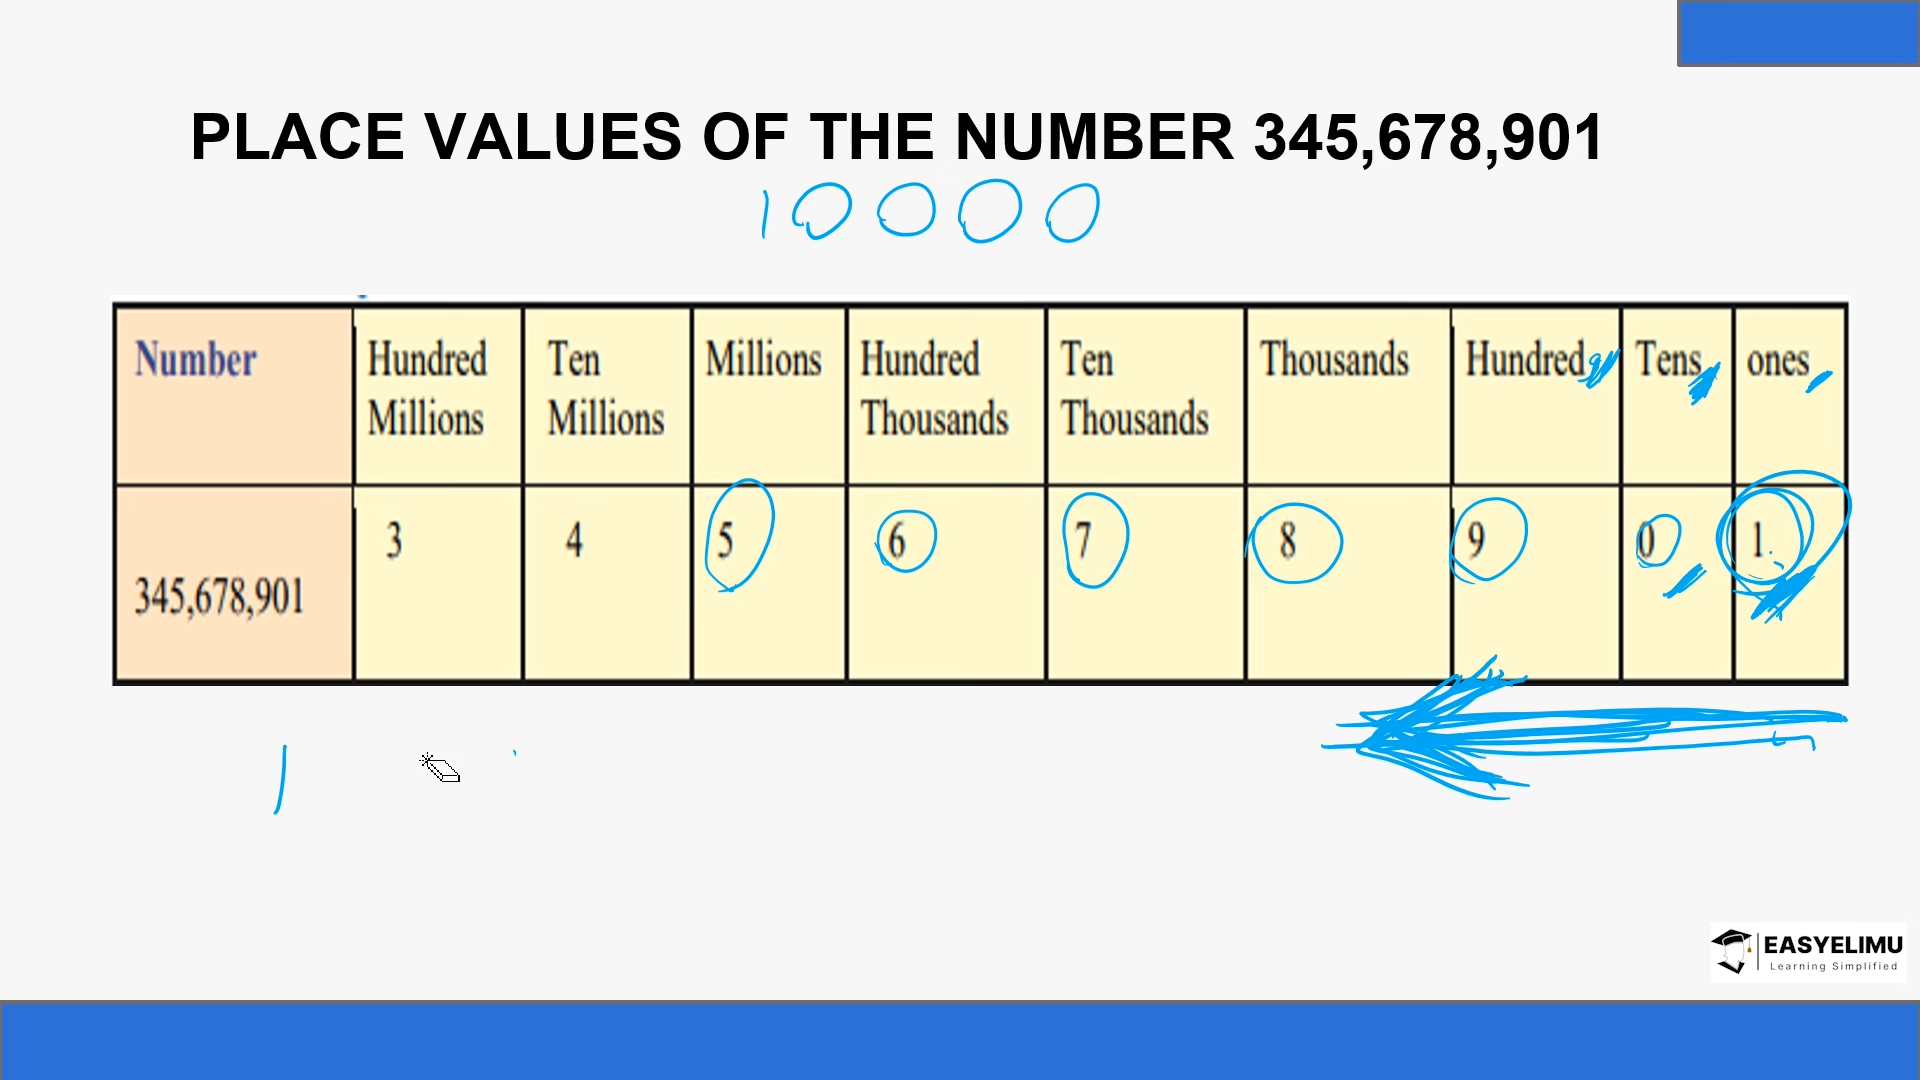 PLACE VALUES OF THE NUMBER 345,678,901
10000
Number Hundred Millions Ten Millions Millions Hundred Thousands Ten Thousands Thousands Hundred Tens ones
345,678,901 3 4 5 6 7 8 9 0 1
1
EASYELIMU
Learning Simplified